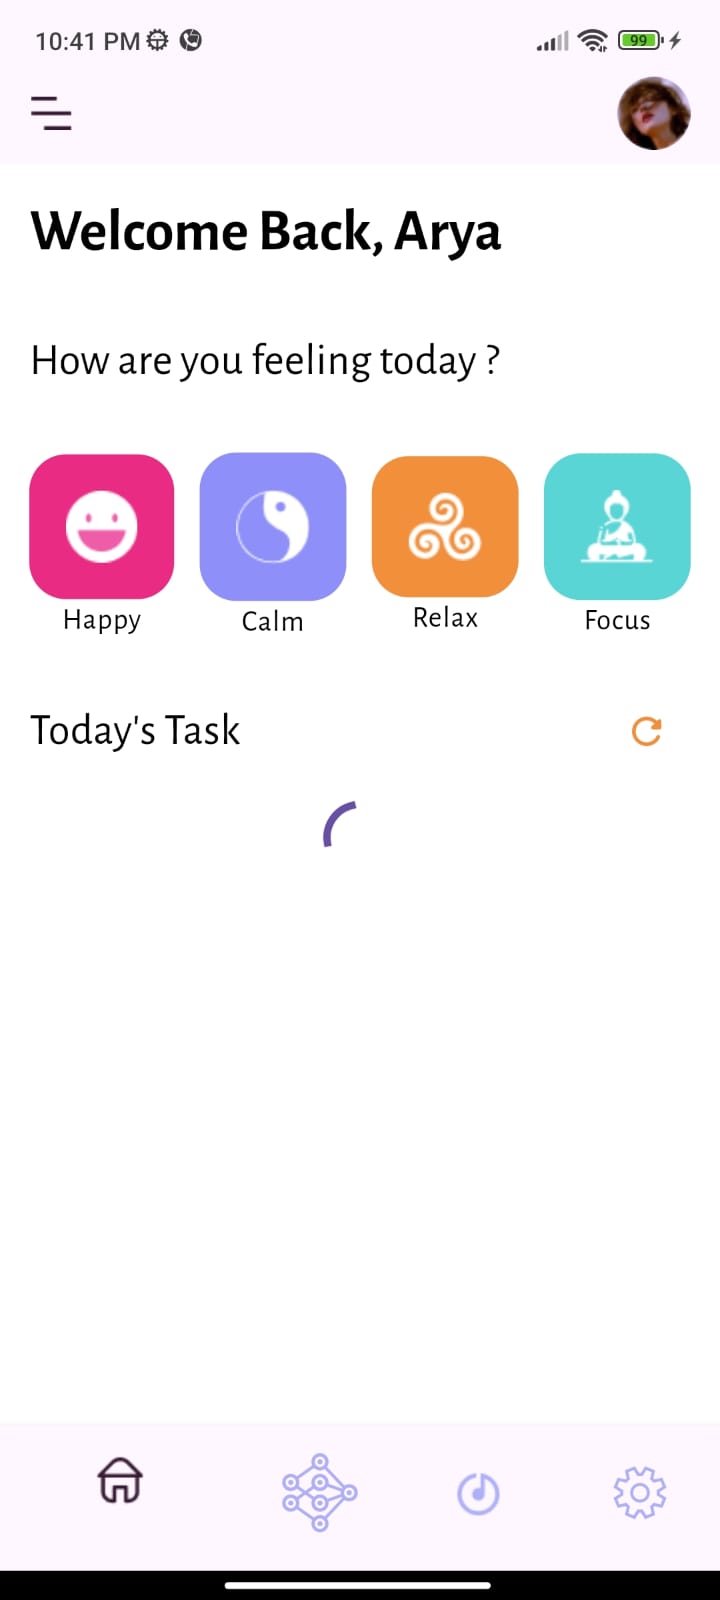 10:41 PM
99
Welcome Back, Arya
How are you feeling today ?
Happy Calm Relax Focus
Today's Task